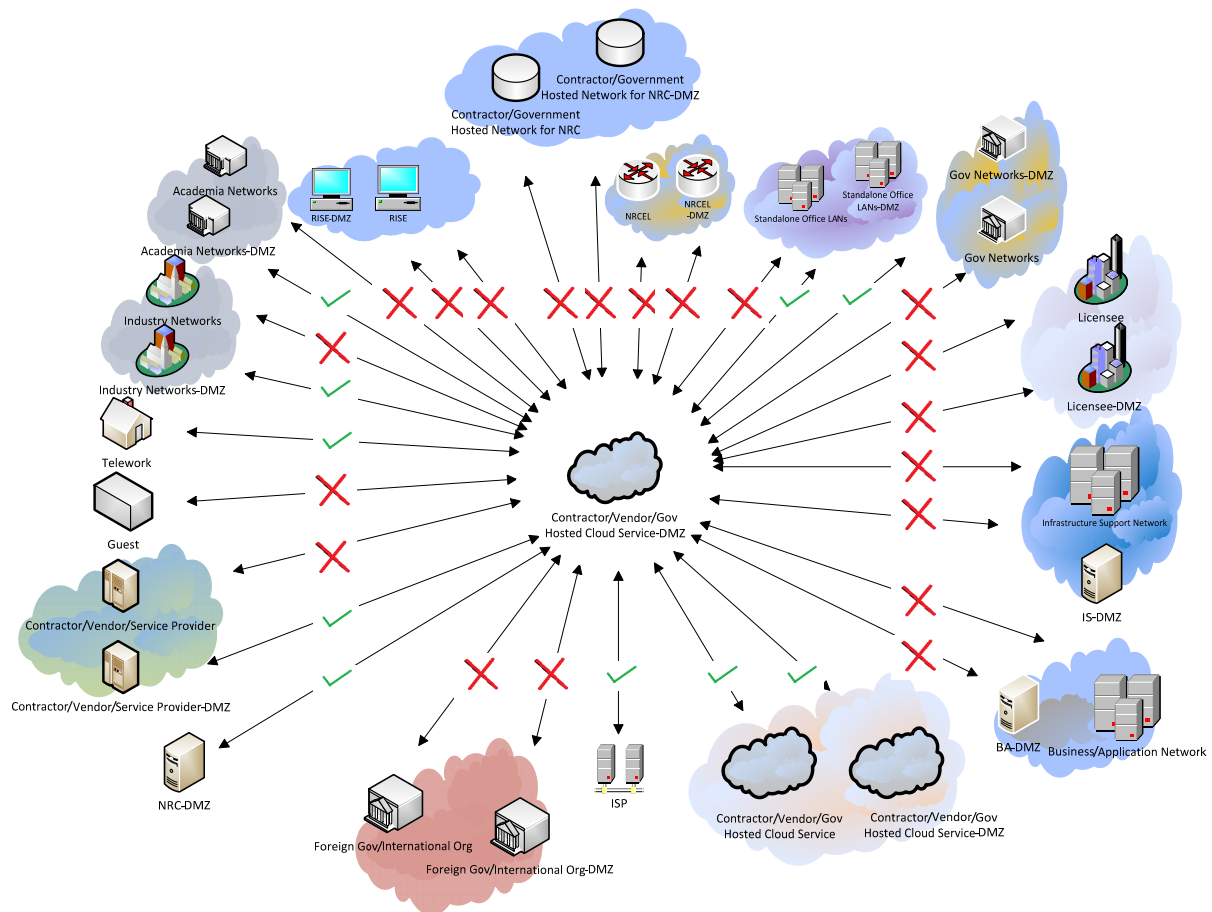 Contractor/Government
Hosted Network for NRC-DMZ
Contractor/Government
Hosted Network for NRC
Academia Networks
Academia Networks-DMZ
RISE-DMZ
RISE
NRCEL
NRCEL
-DMZ
Standalone Office LANs
Standalone Office
LANs-DMZ
Gov Networks-DMZ
Gov Networks
Industry Networks
Industry Networks-DMZ
Licensee
Licensee-DMZ
Telework
Guest
Contractor/Vendor/Gov
Hosted Cloud Service-DMZ
Infrastructure Support Network
IS-DMZ
Contractor/Vendor/Service Provider
Contractor/Vendor/Service Provider-DMZ
NRC-DMZ
BA-DMZ
Business/Application Network
ISP
Foreign Gov/International Org
Foreign Gov/International Org-DMZ
Contractor/Vendor/Gov
Hosted Cloud Service
Contractor/Vendor/Gov
Hosted Cloud Service-DMZ